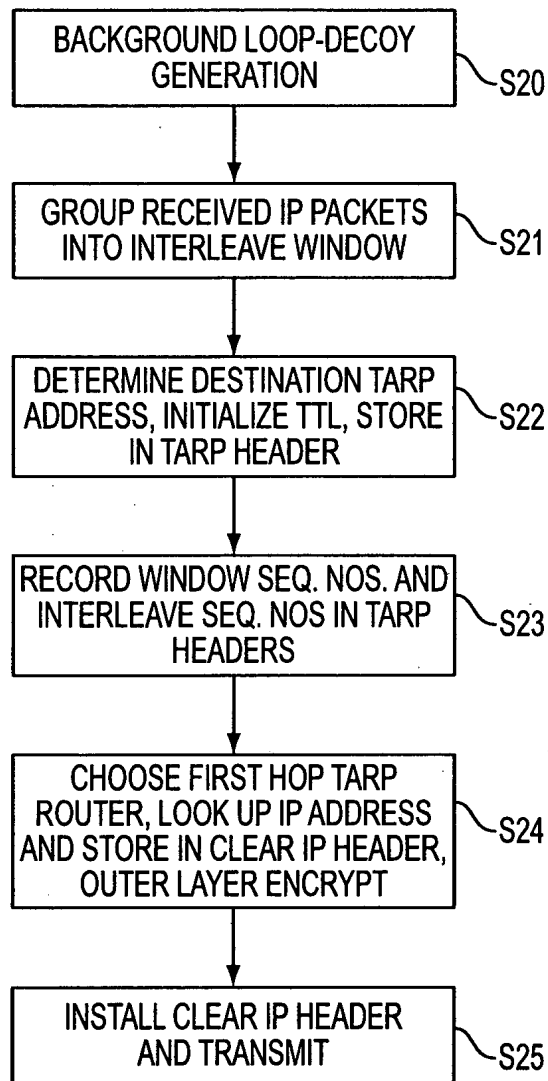 BACKGROUND LOOP-DECOY
GENERATION
S20
GROUP RECEIVED IP PACKETS
INTO INTERLEAVE WINDOW
S21
DETERMINE DESTINATION TARP
ADDRESS, INITIALIZE TTL, STORE
IN TARP HEADER
S22
RECORD WINDOW SEQ. NOS. AND
INTERLEAVE SEQ. NOS IN TARP
HEADERS
S23
CHOOSE FIRST HOP TARP
ROUTER, LOOK UP IP ADDRESS
AND STORE IN CLEAR IP HEADER,
OUTER LAYER ENCRYPT
S24
INSTALL CLEAR IP HEADER
AND TRANSMIT
S25